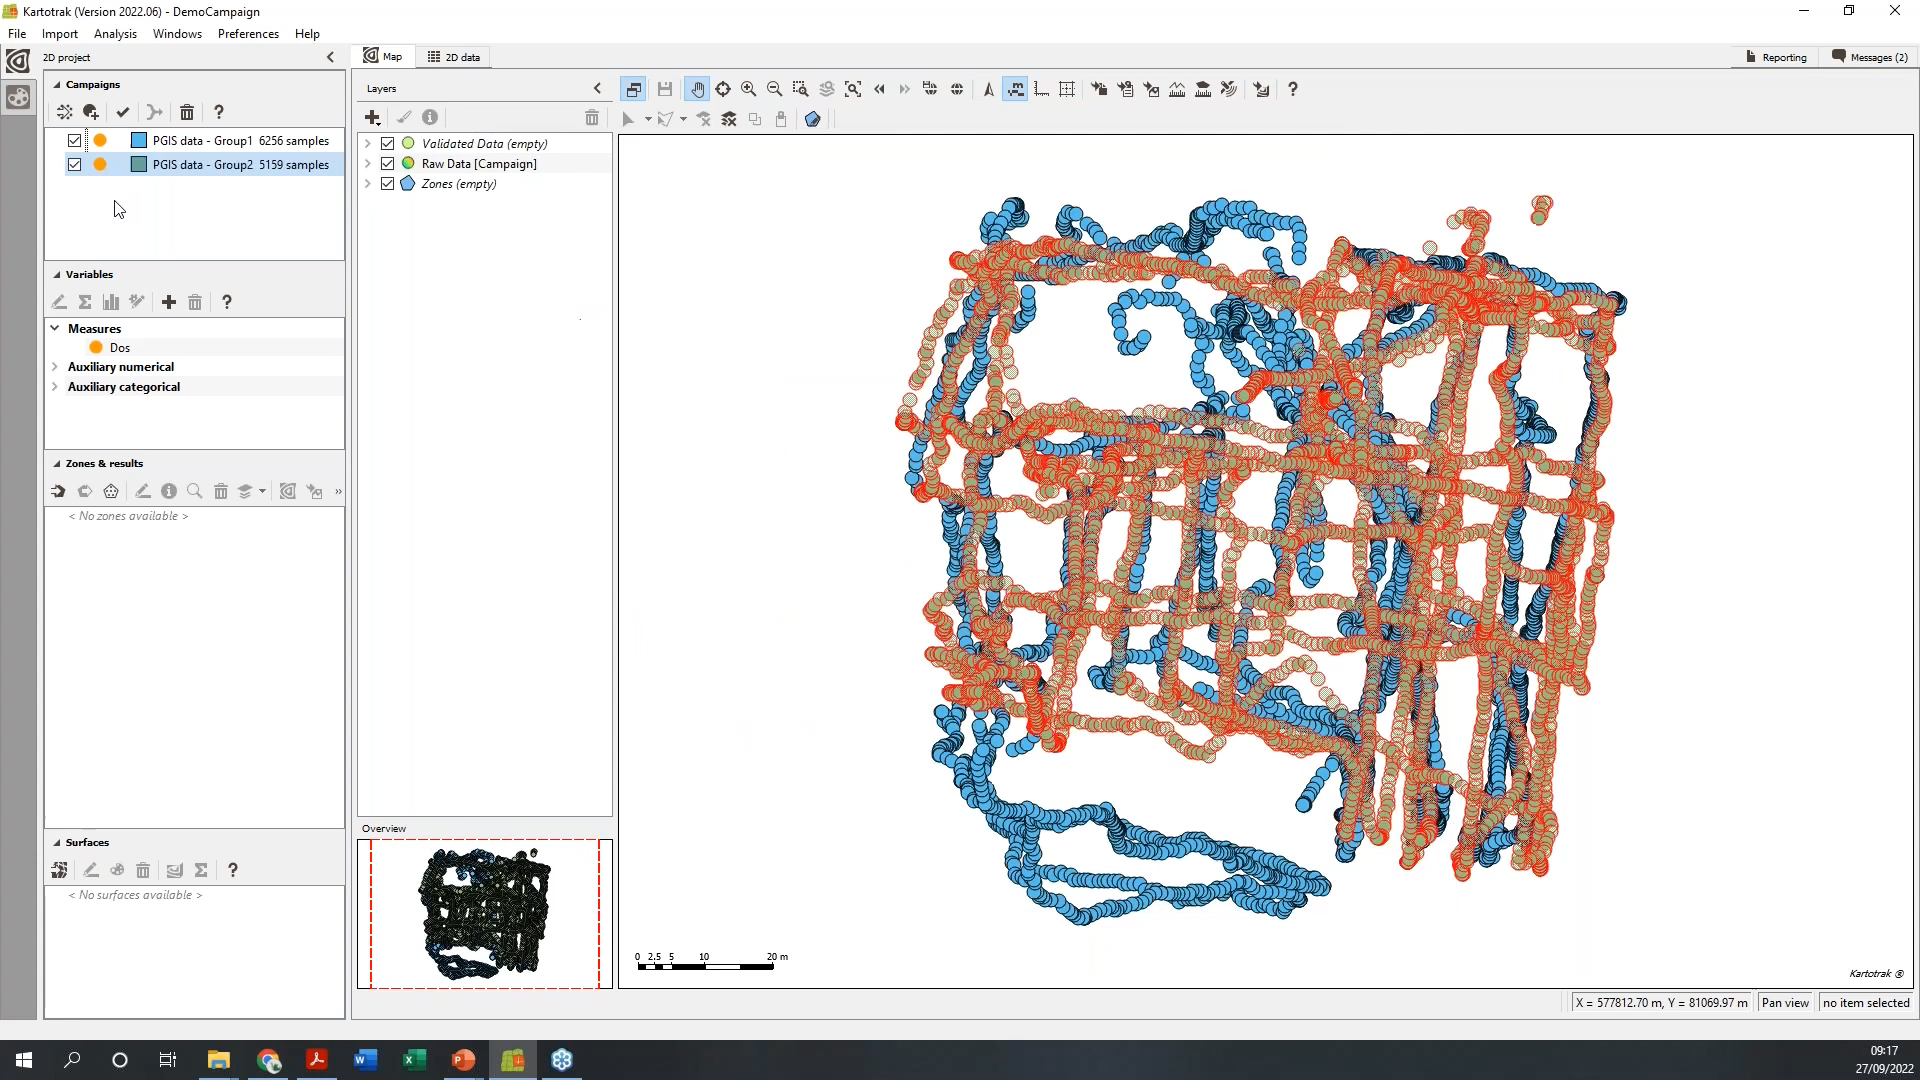 Kartotrak (Version 2022.06) - DemoCampaign
File Import Analysis Windows Preferences Help
2D project
Map
2D data
Reporting
Messages (2)
Campaigns
PGIS data - Group1 6256 samples
PGIS data - Group2 5159 samples
Layers
Validated Data (empty)
Raw Data [Campaign]
Zones (empty)
Variables
Measures
Dos
Auxiliary numerical
Auxiliary categorical
Zones & results
< No zones available >
Surfaces
< No surfaces available >
Overview
0 2.5 5 10 20 m
Kartotrak ®
X = 577812.70 m, Y = 81069.97 m
Pan view
no item selected
09:17
27/09/2022